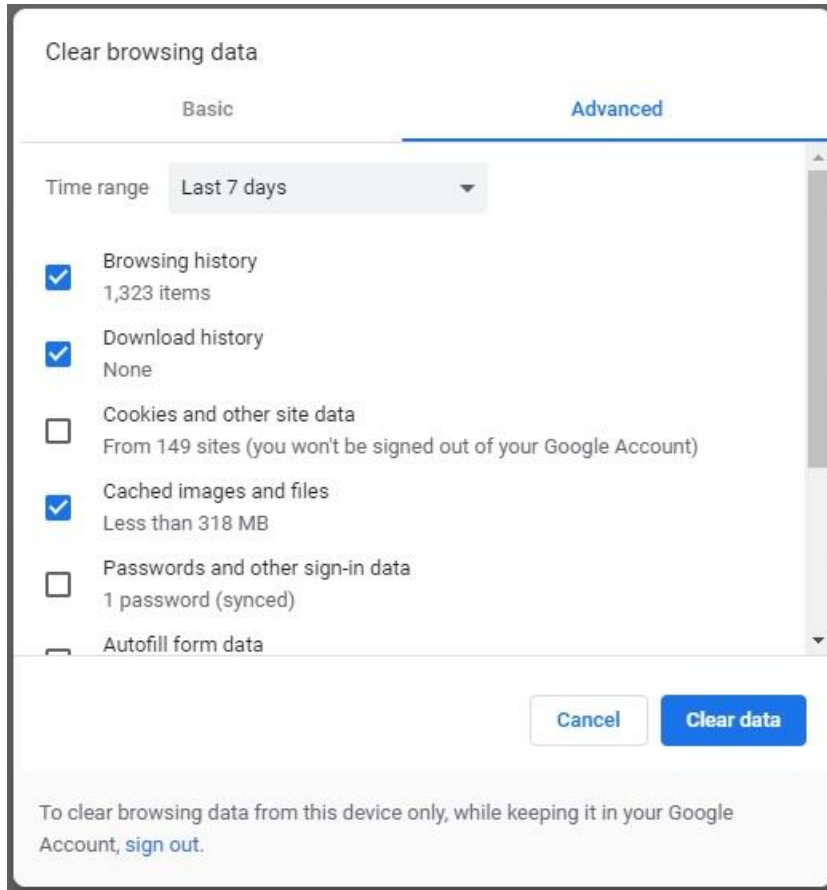 Clear browsing data
Basic Advanced
Time range Last 7 days
Browsing history
1,323 items
Download history
None
Cookies and other site data
From 149 sites (you won't be signed out of your Google Account)
Cached images and files
Less than 318 MB
Passwords and other sign-in data
1 password (synced)
Autofill form data
Cancel Clear data
To clear browsing data from this device only, while keeping it in your Google
Account, sign out.